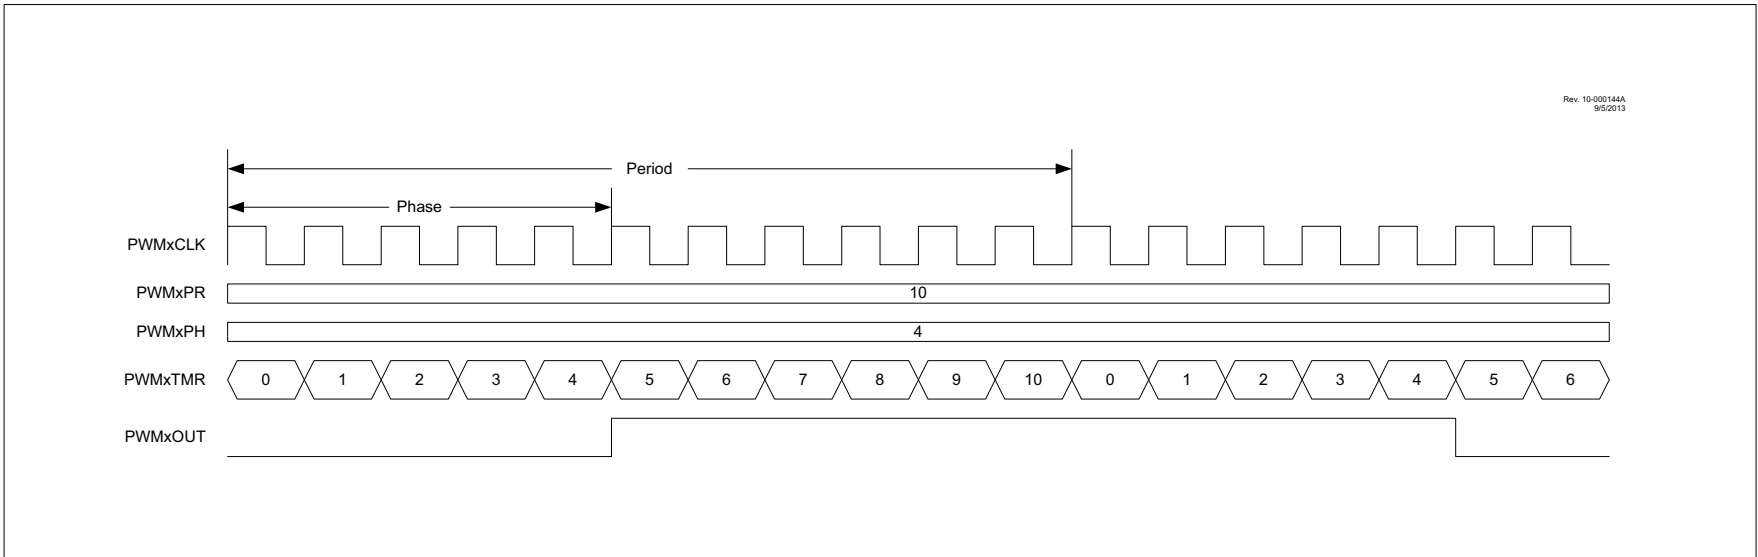 Rev. 10-000144A
9/5/2013
Period
Phase
PWMxCLK
PWMxPR 10
PWMxPH 4
PWMxTMR 0 1 2 3 4 5 6 7 8 9 10 0 1 2 3 4 5 6
PWMxOUT